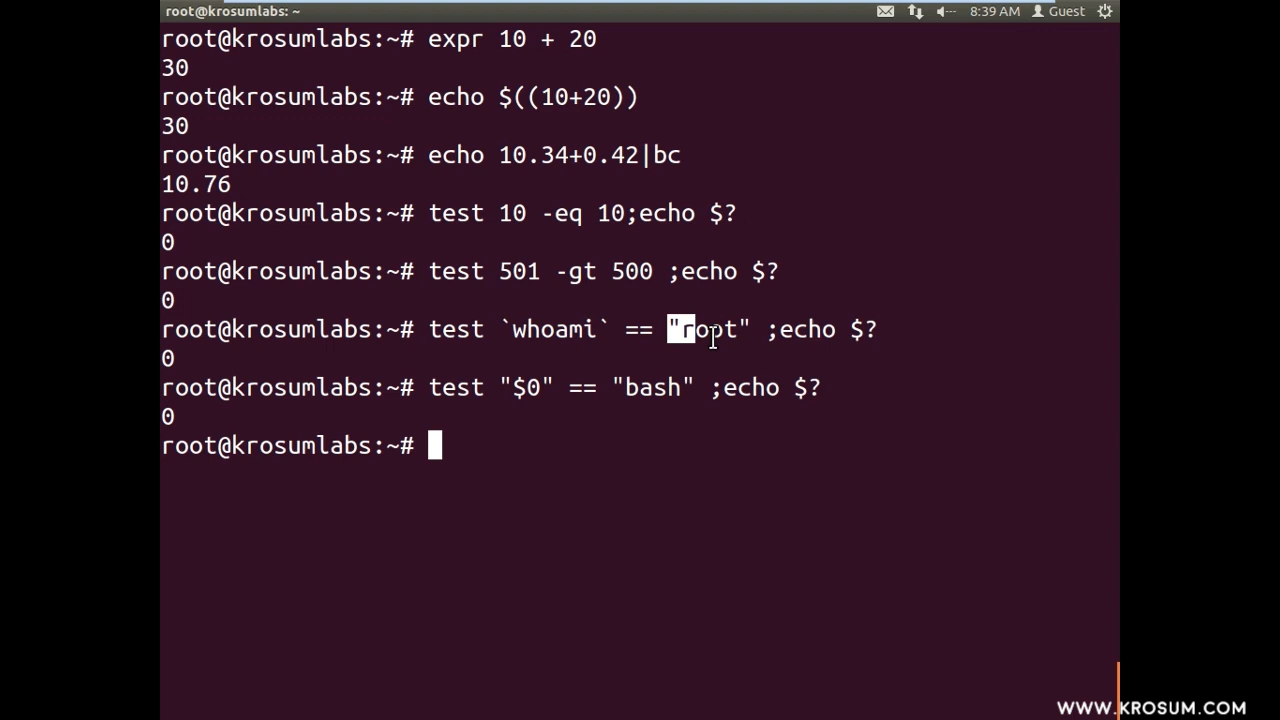 root@krosumlabs: ~
8:39 AM
Guest
root@krosumlabs:~# expr 10 + 20
30
root@krosumlabs:~# echo $((10+20))
30
root@krosumlabs:~# echo 10.34+0.42|bc
10.76
root@krosumlabs:~# test 10 -eq 10;echo $?
0
root@krosumlabs:~# test 501 -gt 500 ;echo $?
0
root@krosumlabs:~# test `whoami` == "root" ;echo $?
0
root@krosumlabs:~# test "$0" == "bash" ;echo $?
0
root@krosumlabs:~#
WWW.KROSUM.COM